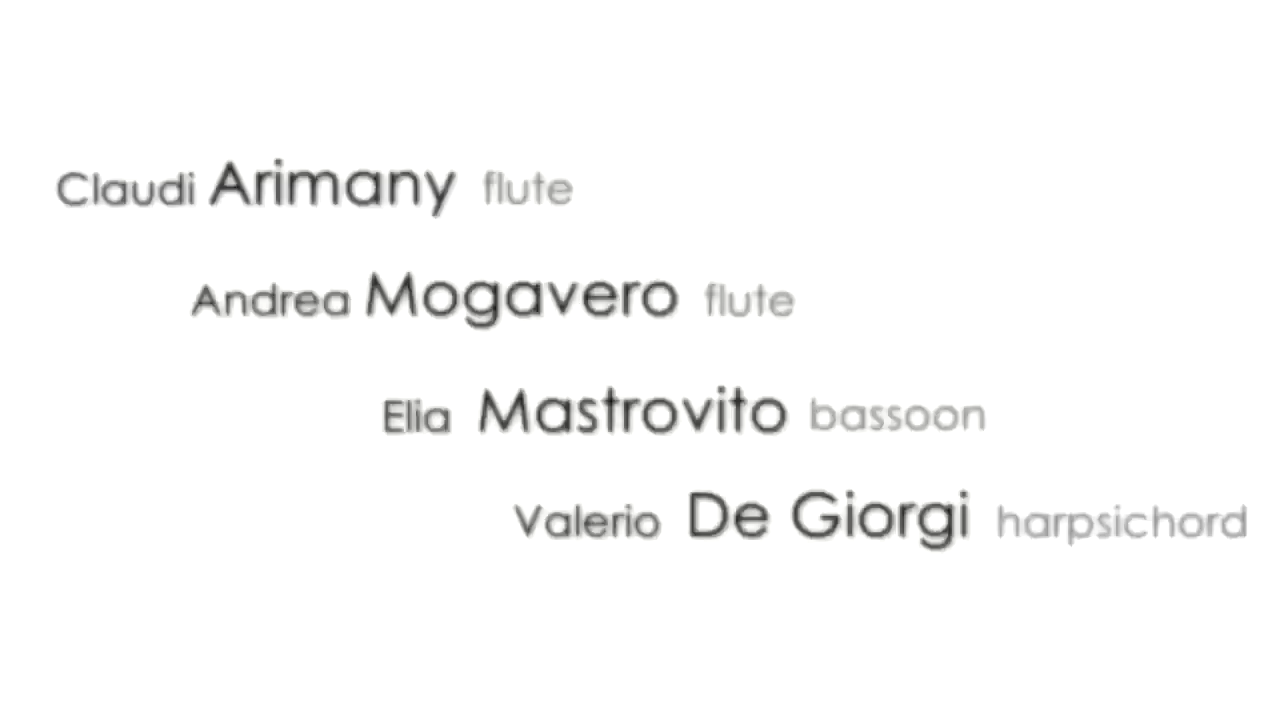 Claudi Arimany flute
Andrea Mogavero flute
Elia Mastrovito bassoon
Valerio De Giorgi harpsichord